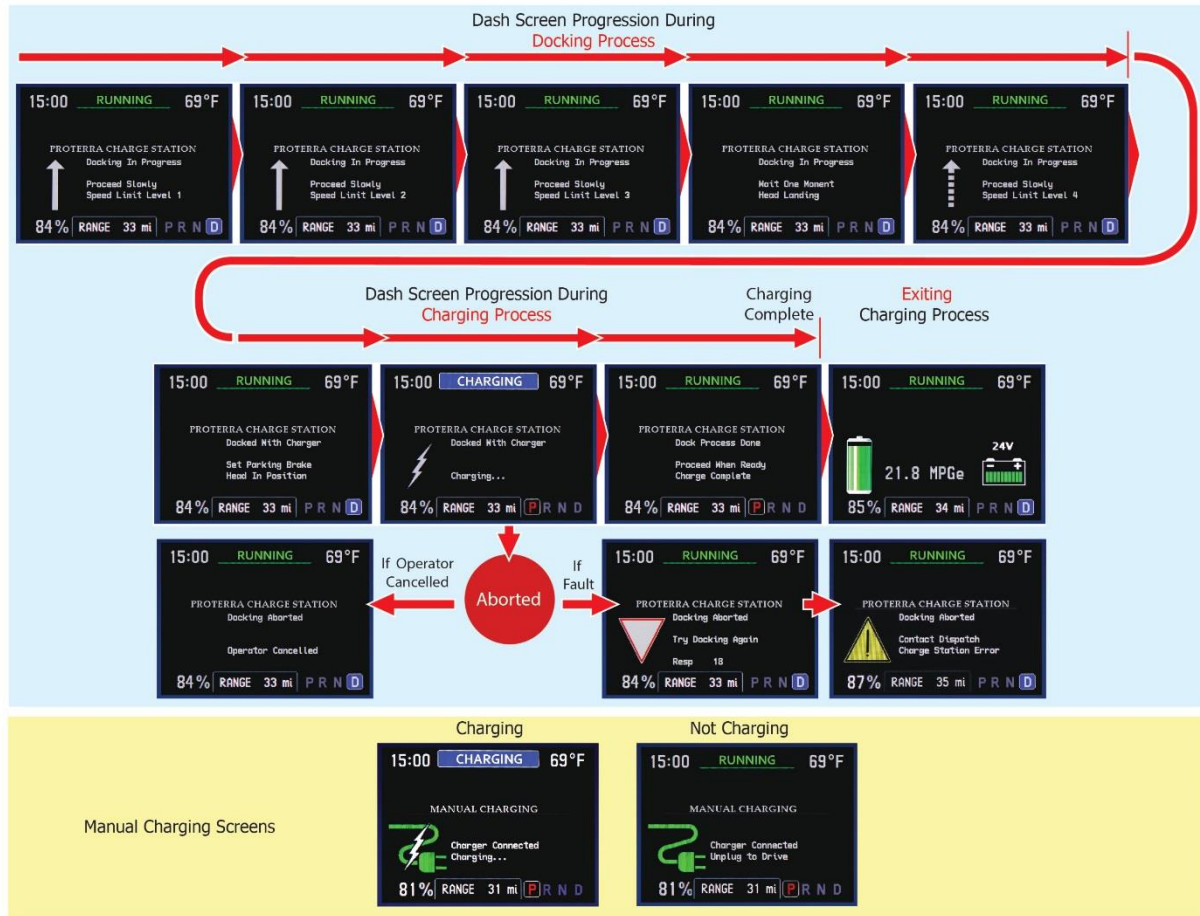 Dash Screen Progression During
Docking Process
15:00 RUNNING 69°F
PROTERRA CHARGE STATION
Docking In Progress
Proceed Slowly
Speed Limit Level 1
84% RANGE 33 mi P R N D
15:00 RUNNING 69°F
PROTERRA CHARGE STATION
Docking In Progress
Proceed Slowly
Speed Limit Level 2
84% RANGE 33 mi P R N D
15:00 RUNNING 69°F
PROTERRA CHARGE STATION
Docking In Progress
Proceed Slowly
Speed Limit Level 3
84% RANGE 33 mi P R N D
15:00 RUNNING 69°F
PROTERRA CHARGE STATION
Docking In Progress
Wait One Moment
Head Landing
84% RANGE 33 mi P R N D
15:00 RUNNING 69°F
PROTERRA CHARGE STATION
Docking In Progress
Proceed Slowly
Speed Limit Level 4
84% RANGE 33 mi P R N D
Dash Screen Progression During
Charging Process
Charging
Complete
Exiting
Charging Process
15:00 RUNNING 69°F
PROTERRA CHARGE STATION
Docked With Charger
Set Parking Brake
Head In Position
84% RANGE 33 mi P R N D
15:00 CHARGING 69°F
PROTERRA CHARGE STATION
Docked With Charger
Charging...
84% RANGE 33 mi P R N D
15:00 RUNNING 69°F
PROTERRA CHARGE STATION
Dock Process Done
Proceed When Ready
Charge Complete
84% RANGE 33 mi P R N D
15:00 RUNNING 69°F
24V
- +
21.8 MPGe
85% RANGE 34 mi P R N D
15:00 RUNNING 69°F
PROTERRA CHARGE STATION
Docking Aborted
Operator Cancelled
84% RANGE 33 mi P R N D
If Operator
Cancelled
Aborted
If
Fault
15:00 RUNNING 69°F
PROTERRA CHARGE STATION
Docking Aborted
Try Docking Again
Resp 18
84% RANGE 33 mi P R N D
15:00 RUNNING 69°F
PROTERRA CHARGE STATION
Docking Aborted
Contact Dispatch
Charge Station Error
87% RANGE 35 mi P R N D
Manual Charging Screens
Charging
15:00 CHARGING 69°F
MANUAL CHARGING
Charger Connected
Charging...
81% RANGE 31 mi P R N D
Not Charging
15:00 RUNNING 69°F
MANUAL CHARGING
Charger Connected
Unplug to Drive
81% RANGE 31 mi P R N D